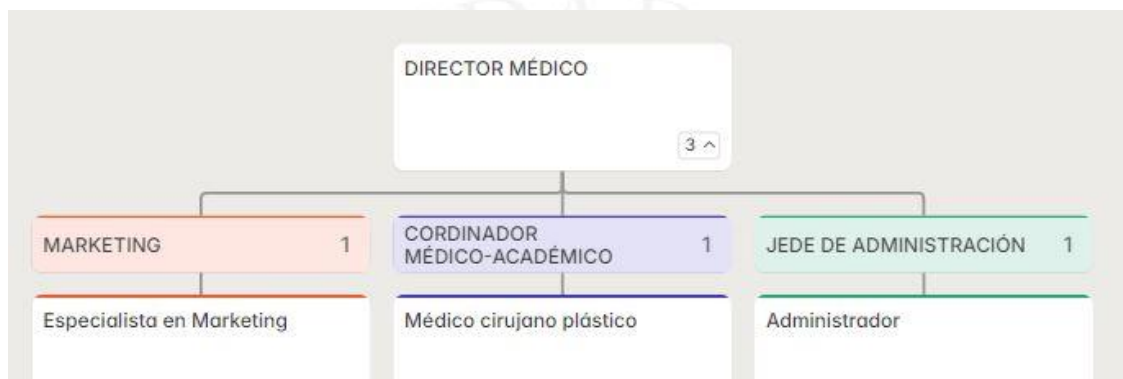 DIRECTOR MÉDICO
3
MARKETING 1
CORDINADOR
MÉDICO-ACADÉMICO 1
JEDE DE ADMINISTRACIÓN 1
Especialista en Marketing
Médico cirujano plástico
Administrador